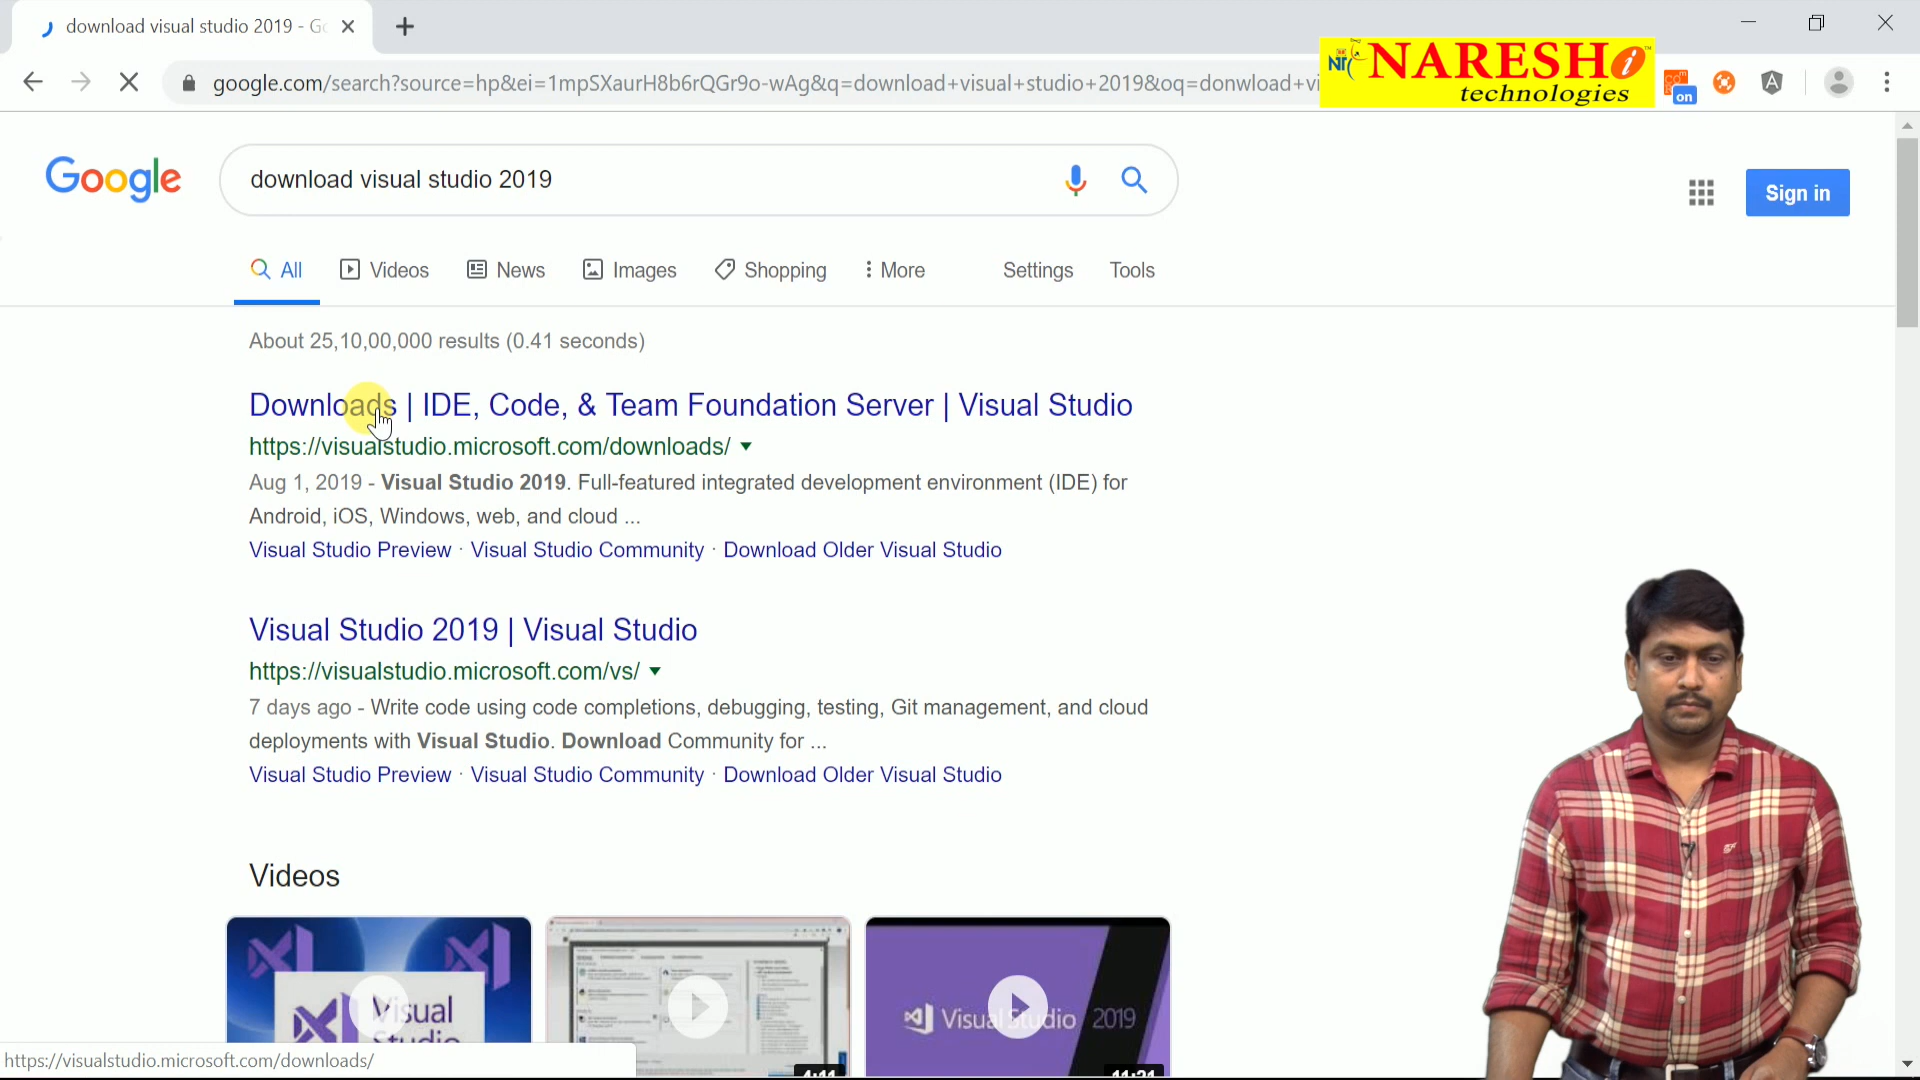 download visual studio 2019 - Go
google.com/search?source=hp&ei=1mpSXaurH8b6rQGr9o-wAg&q=download+visual+studio+2019&oq=donwload+vi
NARESH i
technologies
on
Google
download visual studio 2019
Sign in
All
Videos
News
Images
Shopping
More
Settings
Tools
About 25,10,00,000 results (0.41 seconds)
Downloads | IDE, Code, & Team Foundation Server | Visual Studio
https://visualstudio.microsoft.com/downloads/
Aug 1, 2019 - Visual Studio 2019. Full-featured integrated development environment (IDE) for
Android, iOS, Windows, web, and cloud ...
Visual Studio Preview · Visual Studio Community · Download Older Visual Studio
Visual Studio 2019 | Visual Studio
https://visualstudio.microsoft.com/vs/
7 days ago - Write code using code completions, debugging, testing, Git management, and cloud
deployments with Visual Studio. Download Community for ...
Visual Studio Preview · Visual Studio Community · Download Older Visual Studio
Videos
Visual
Studio
Visual Studio 2019
4:11
11:21
https://visualstudio.microsoft.com/downloads/